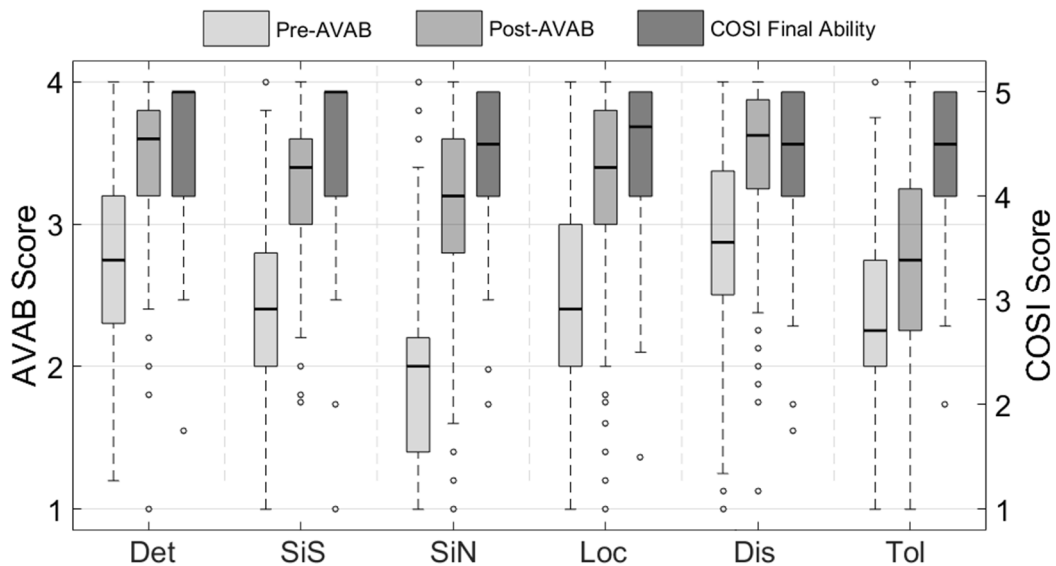 Pre-AVAB Post-AVAB COSI Final Ability
AVAB Score
4
3
2
1
COSI Score
5
4
3
2
1
Det SiS SiN Loc Dis Tol